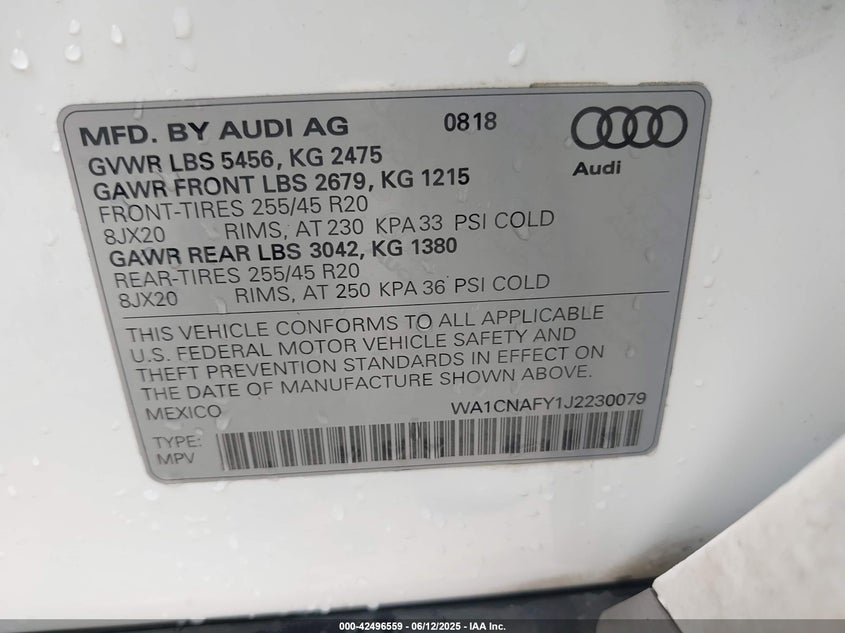 MFD. BY AUDI AG 0818
Audi
GVWR LBS 5456, KG 2475
GAWR FRONT LBS 2679, KG 1215
FRONT-TIRES 255/45 R20
8JX20 RIMS, AT 230 KPA 33 PSI COLD
GAWR REAR LBS 3042, KG 1380
REAR-TIRES 255/45 R20
8JX20 RIMS, AT 250 KPA 36 PSI COLD
THIS VEHICLE CONFORMS TO ALL APPLICABLE
U.S. FEDERAL MOTOR VEHICLE SAFETY AND
THEFT PREVENTION STANDARDS IN EFFECT ON
THE DATE OF MANUFACTURE SHOWN ABOVE.
MEXICO WA1CNAFY1J2230079
TYPE:
MPV
000-42496559 - 06/12/2025 - IAA Inc.